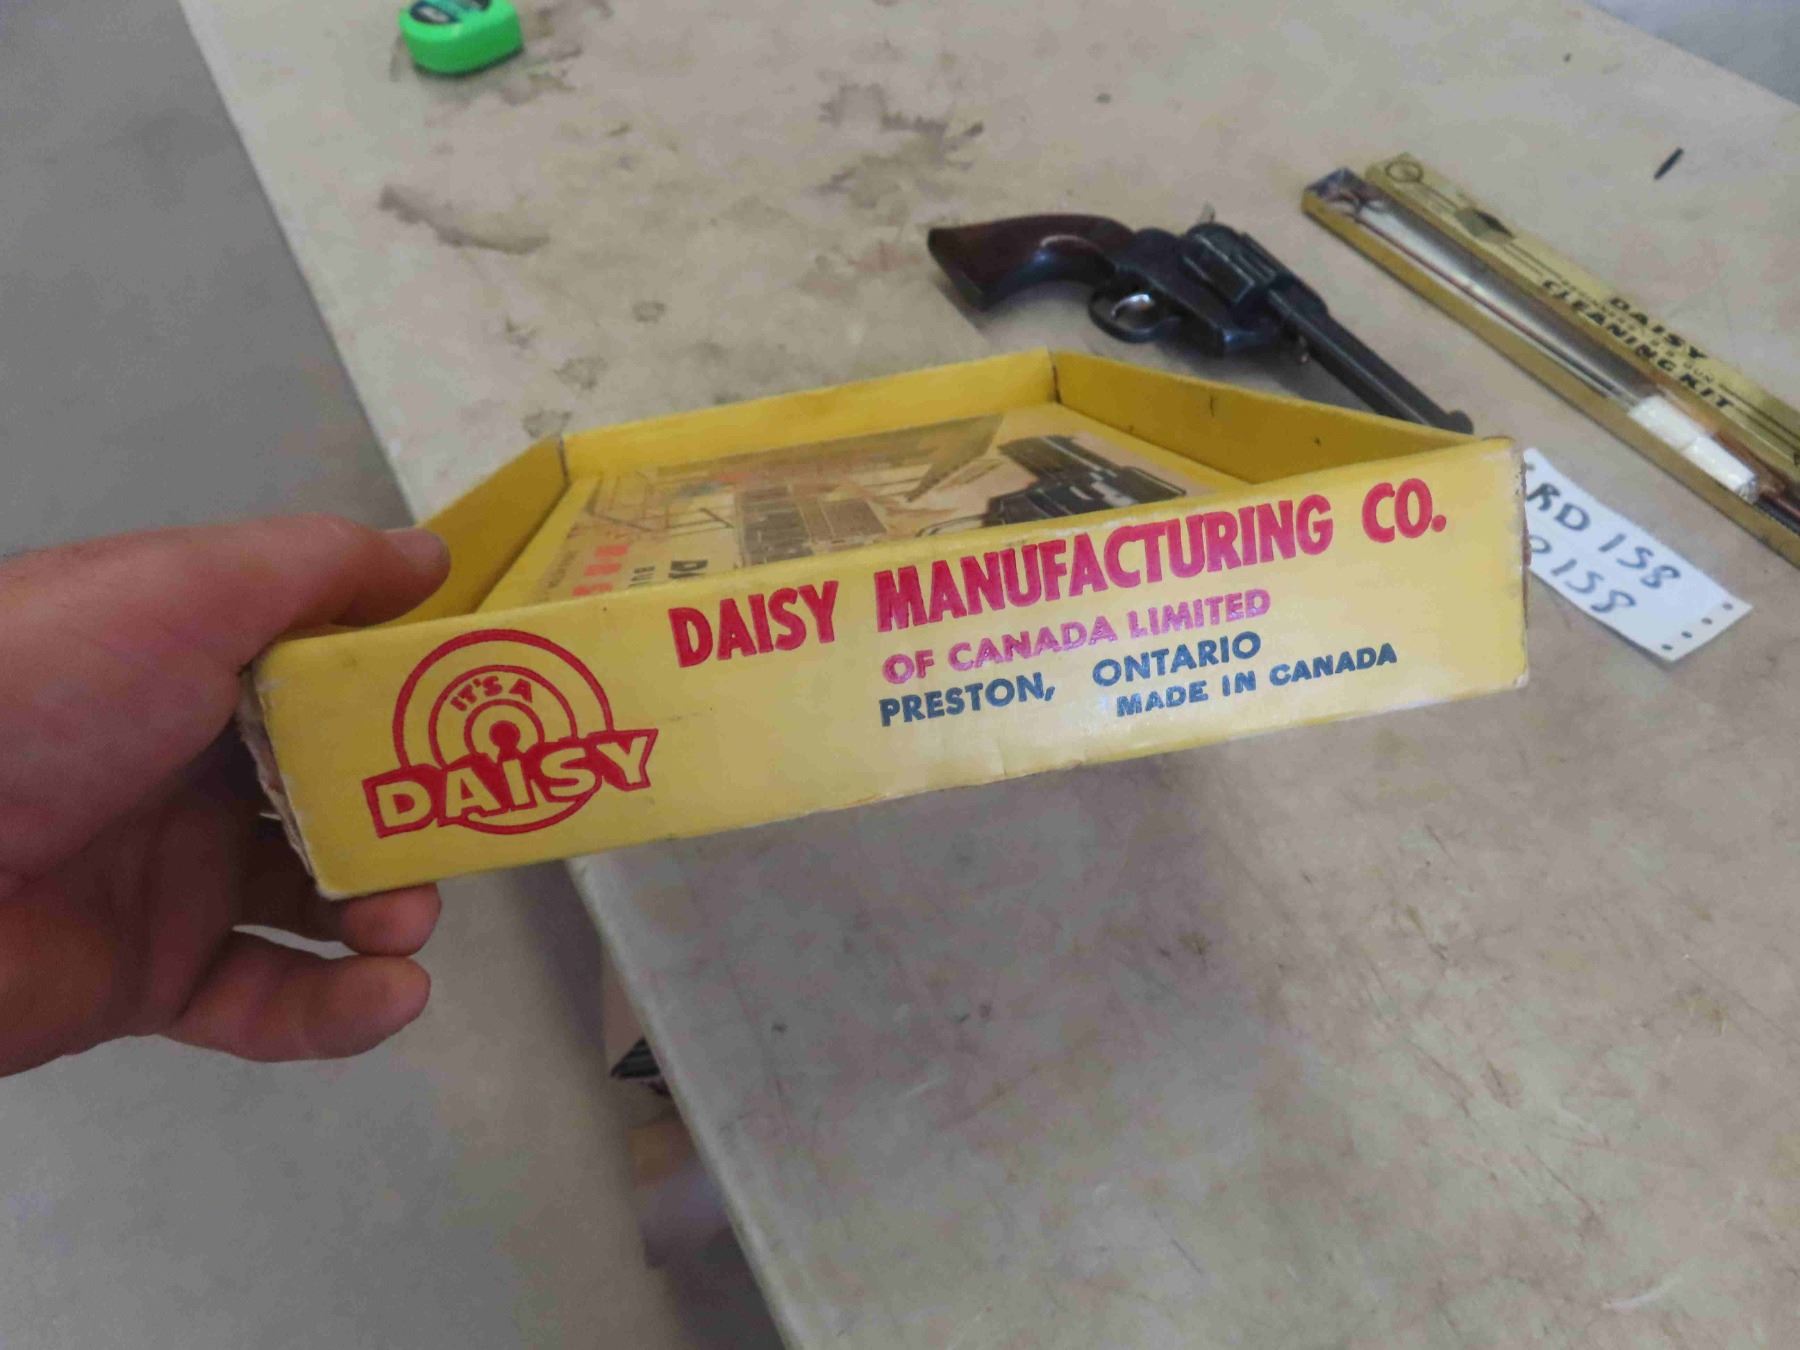 DAISY
CLEANING KIT
RD 158
158
DAISY MANUFACTURING CO.
OF CANADA LIMITED
PRESTON, ONTARIO
MADE IN CANADA
IT'S A
DAISY